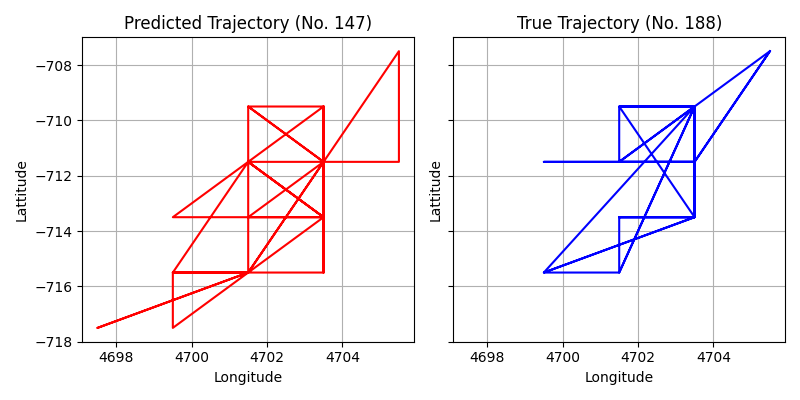 Predicted Trajectory (No. 147)
True Trajectory (No. 188)
Lattitude
−708
−710
−712
−714
−716
−718
4698
4700
4702
4704
Longitude
Lattitude
4698
4700
4702
4704
Longitude